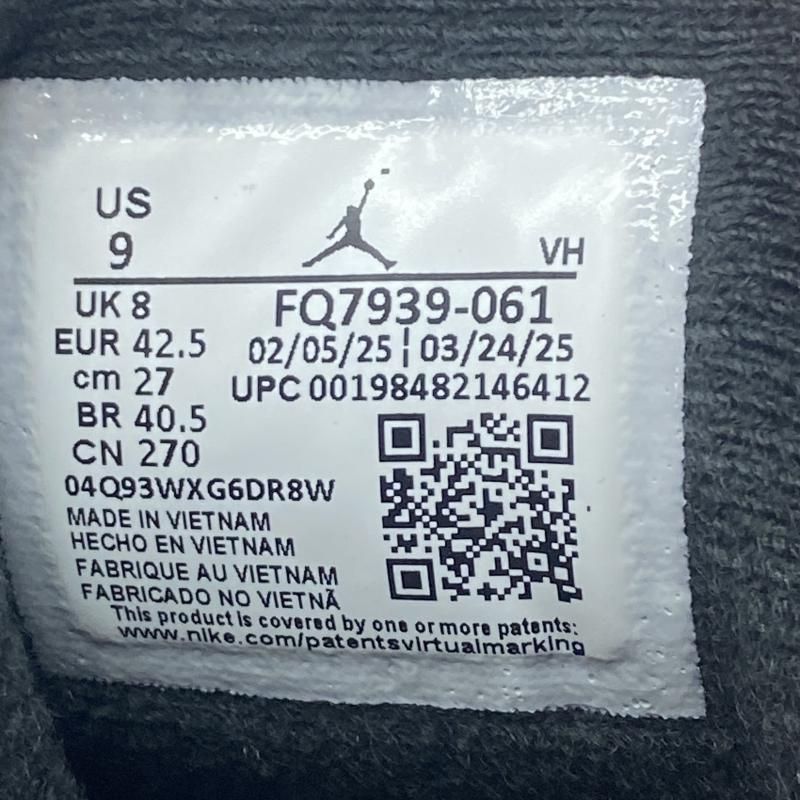 US
9
VH
UK 8
FQ7939-061
EUR 42.5
02/05/25 | 03/24/25
cm 27
UPC 00198482146412
BR 40.5
CN 270
04Q93WXG6DR8W
MADE IN VIETNAM
HECHO EN VIETNAM
FABRIQUE AU VIETNAM
FABRICADO NO VIETNÃ
This product is covered by one or more patents:
www.nike.com/patentsvirtualmarking